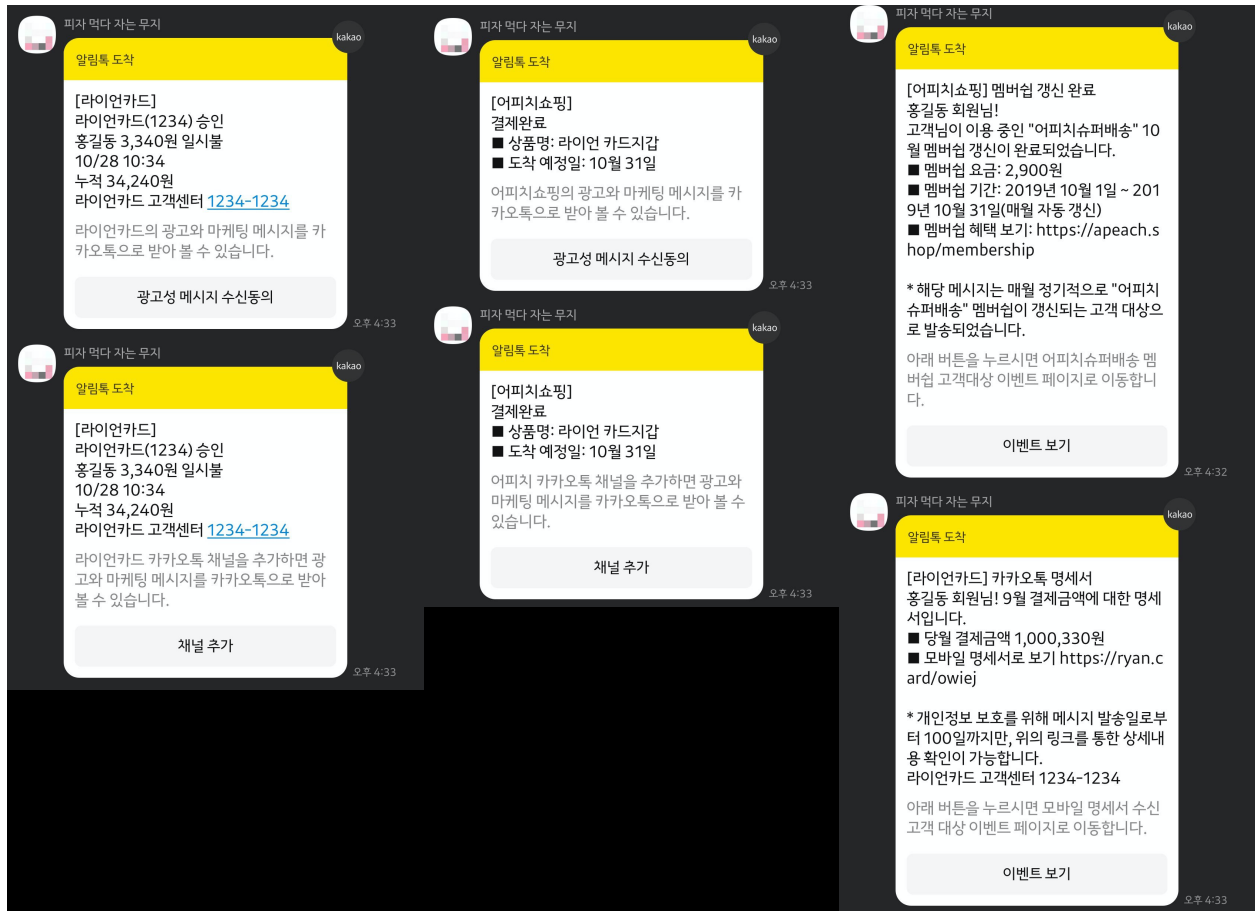 피자 먹다 자는 무지
kakao
알림톡 도착
[라이언카드]
라이언카드(1234) 승인
홍길동 3,340원 일시불
10/28 10:34
누적 34,240원
라이언카드 고객센터 1234-1234
라이언카드의 광고와 마케팅 메시지를 카
카오톡으로 받아 볼 수 있습니다.
광고성 메시지 수신동의
오후 4:33
피자 먹다 자는 무지
kakao
알림톡 도착
[라이언카드]
라이언카드(1234) 승인
홍길동 3,340원 일시불
10/28 10:34
누적 34,240원
라이언카드 고객센터 1234-1234
라이언카드 카카오톡 채널을 추가하면 광
고와 마케팅 메시지를 카카오톡으로 받아
볼 수 있습니다.
채널 추가
오후 4:33
피자 먹다 자는 무지
kakao
알림톡 도착
[어피치쇼핑]
결제완료
■ 상품명: 라이언 카드지갑
■ 도착 예정일: 10월 31일
어피치쇼핑의 광고와 마케팅 메시지를 카
카오톡으로 받아 볼 수 있습니다.
광고성 메시지 수신동의
오후 4:33
피자 먹다 자는 무지
kakao
알림톡 도착
[어피치쇼핑]
결제완료
■ 상품명: 라이언 카드지갑
■ 도착 예정일: 10월 31일
어피치 카카오톡 채널을 추가하면 광고와
마케팅 메시지를 카카오톡으로 받아 볼 수
있습니다.
채널 추가
오후 4:33
피자 먹다 자는 무지
kakao
알림톡 도착
[어피치쇼핑] 멤버쉽 갱신 완료
홍길동 회원님!
고객님이 이용 중인 "어피치슈퍼배송" 10
월 멤버쉽 갱신이 완료되었습니다.
■ 멤버쉽 요금: 2,900원
■ 멤버쉽 기간: 2019년 10월 1일 ~ 201
9년 10월 31일(매월 자동 갱신)
■ 멤버쉽 혜택 보기: https://apeach.s
hop/membership
* 해당 메시지는 매월 정기적으로 "어피치
슈퍼배송" 멤버쉽이 갱신되는 고객 대상으
로 발송되었습니다.
아래 버튼을 누르시면 어피치슈퍼배송 멤
버쉽 고객대상 이벤트 페이지로 이동합니
다.
이벤트 보기
오후 4:32
피자 먹다 자는 무지
kakao
알림톡 도착
[라이언카드] 카카오톡 명세서
홍길동 회원님! 9월 결제금액에 대한 명세
서입니다.
■ 당월 결제금액 1,000,330원
■ 모바일 명세서로 보기 https://ryan.c
ard/owiej
* 개인정보 보호를 위해 메시지 발송일로부
터 100일까지만, 위의 링크를 통한 상세내
용 확인이 가능합니다.
라이언카드 고객센터 1234-1234
아래 버튼을 누르시면 모바일 명세서 수신
고객 대상 이벤트 페이지로 이동합니다.
이벤트 보기
오후 4:33